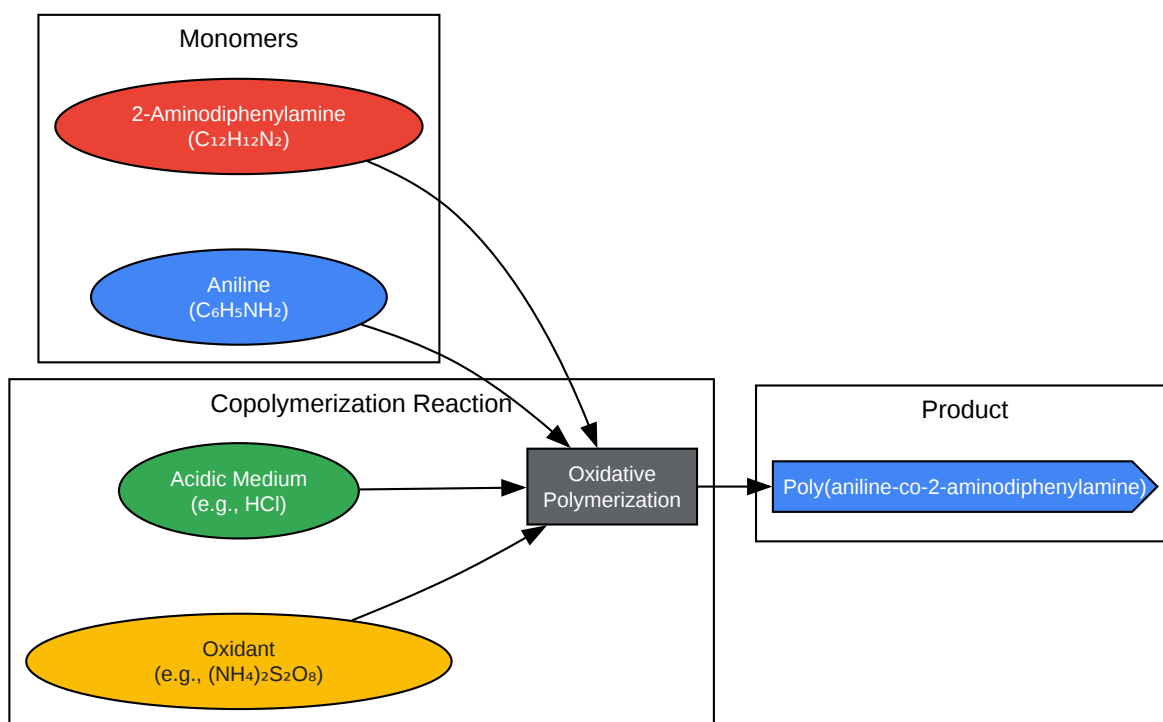 Monomers
2-Aminodiphenylamine
(C₁₂H₁₂N₂)
Aniline
(C₆H₅NH₂)
Copolymerization Reaction
Acidic Medium
(e.g., HCl)
Oxidant
(e.g., (NH₄)₂S₂O₈)
Oxidative
Polymerization
Product
Poly(aniline-co-2-aminodiphenylamine)